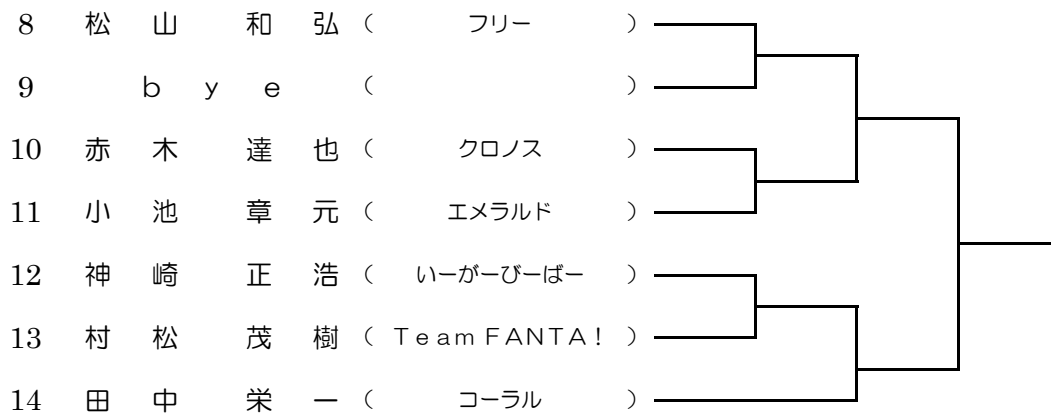 8 松山 和弘 （ フリー ）
9 ｂｙｅ （ ）
10 赤木 達也 （ クロノス ）
11 小池 章元 （ エメラルド ）
12 神崎 正浩 （ いーがーびーばー ）
13 村松 茂樹 （ Ｔｅａｍ ＦＡＮＴＡ！ ）
14 田中 栄一 （ コーラル ）